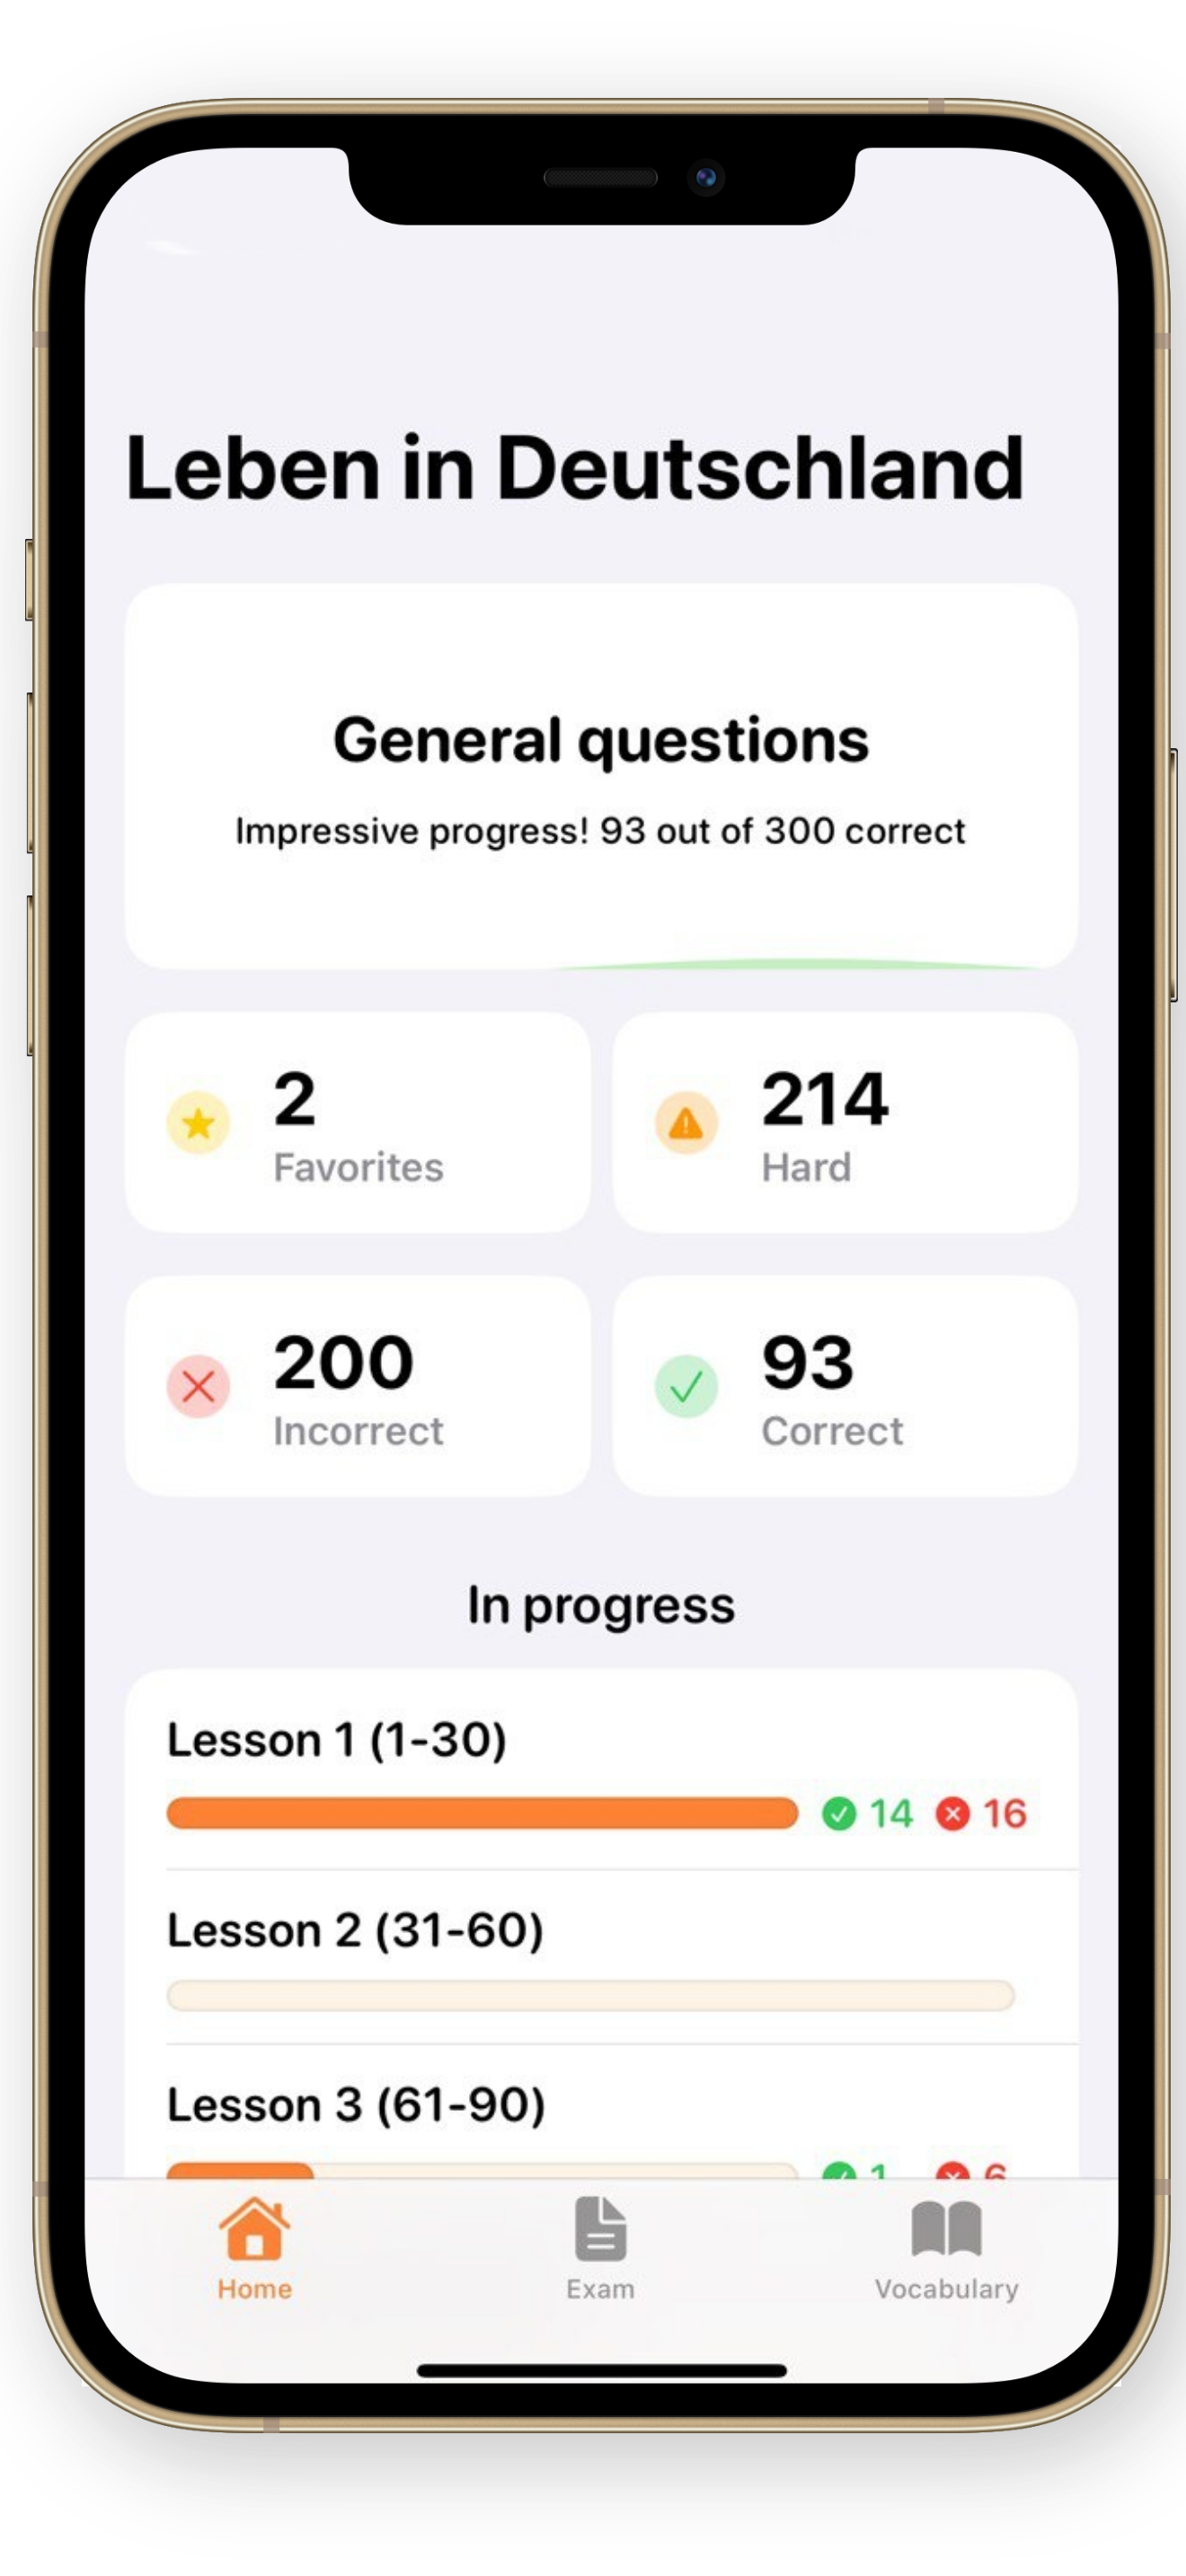 Leben in Deutschland
General questions
Impressive progress! 93 out of 300 correct
2
Favorites
214
Hard
200
Incorrect
93
Correct
In progress
Lesson 1 (1-30)
14 16
Lesson 2 (31-60)
Lesson 3 (61-90)
1 6
Home
Exam
Vocabulary